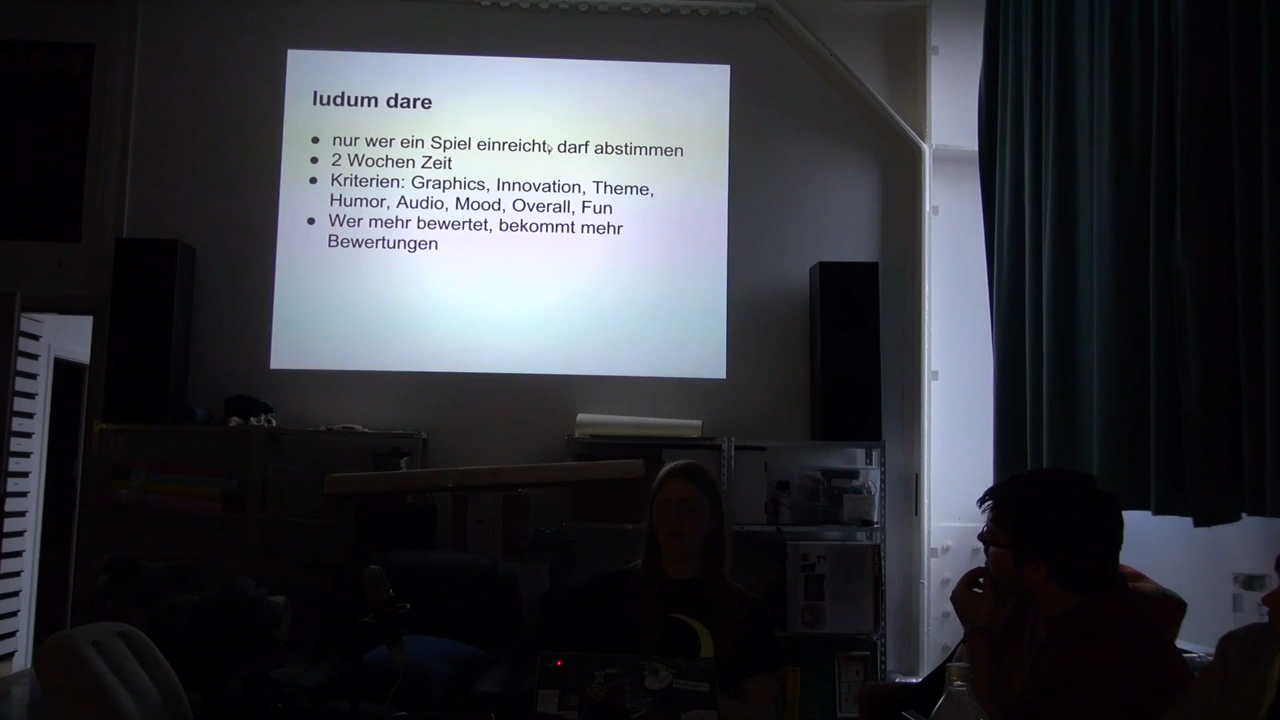 ludum dare
● nur wer ein Spiel einreicht, darf abstimmen
● 2 Wochen Zeit
● Kriterien: Graphics, Innovation, Theme,
Humor, Audio, Mood, Overall, Fun
● Wer mehr bewertet, bekommt mehr
Bewertungen